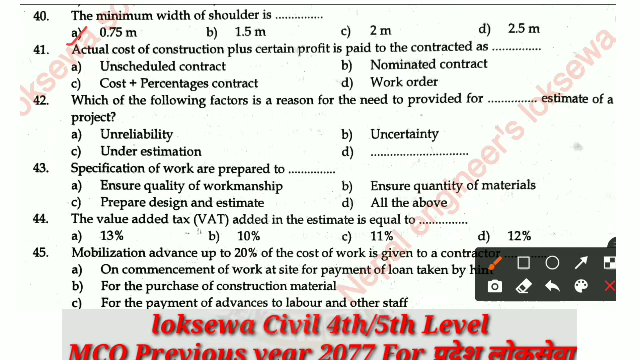 40. The minimum width of shoulder is ...............
a) 0.75 m b) 1.5 m c) 2 m d) 2.5 m
41. Actual cost of construction plus certain profit is paid to the contracted as ...............
a) Unscheduled contract b) Nominated contract
c) Cost + Percentages contract d) Work order
42. Which of the following factors is a reason for the need to provided for ............... estimate of a
project?
a) Unreliability b) Uncertainty
c) Under estimation d) ..............................
43. Specification of work are prepared to ...............
a) Ensure quality of workmanship b) Ensure quantity of materials
c) Prepare design and estimate d) All the above
44. The value added tax (VAT) added in the estimate is equal to ...............
a) 13% b) 10% c) 11% d) 12%
45. Mobilization advance up to 20% of the cost of work is given to a contractor
a) On commencement of work at site for payment of loan taken by him
b) For the purchase of construction material
c) For the payment of advances to labour and other staff
Nepal engineer's loksewa
loksewa
loksewa Civil 4th/5th Level
MCQ Previous year 2077 For प्रदेश लोकसेवा